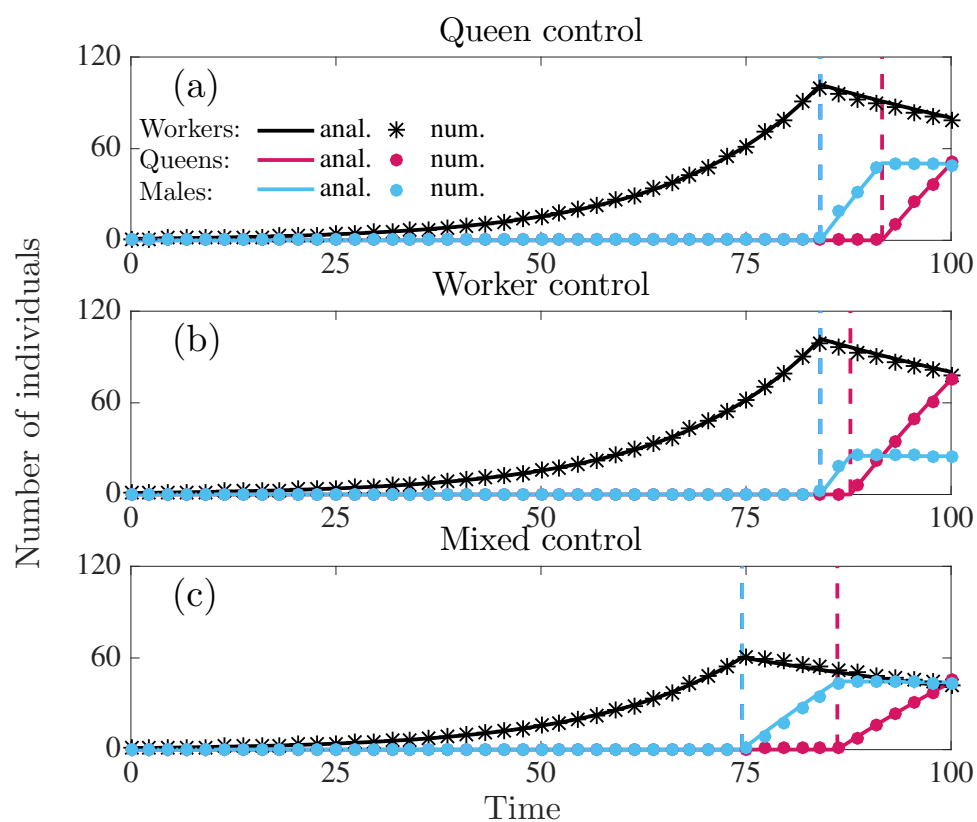 Queen control
120
(a)
Workers: anal. num.
Queens: anal. num.
Males: anal. num.
60
0
0 25 50 75 100
Worker control
120
(b)
60
0
0 25 50 75 100
Mixed control
120
(c)
60
0
0 25 50 75 100
Time
Number of individuals